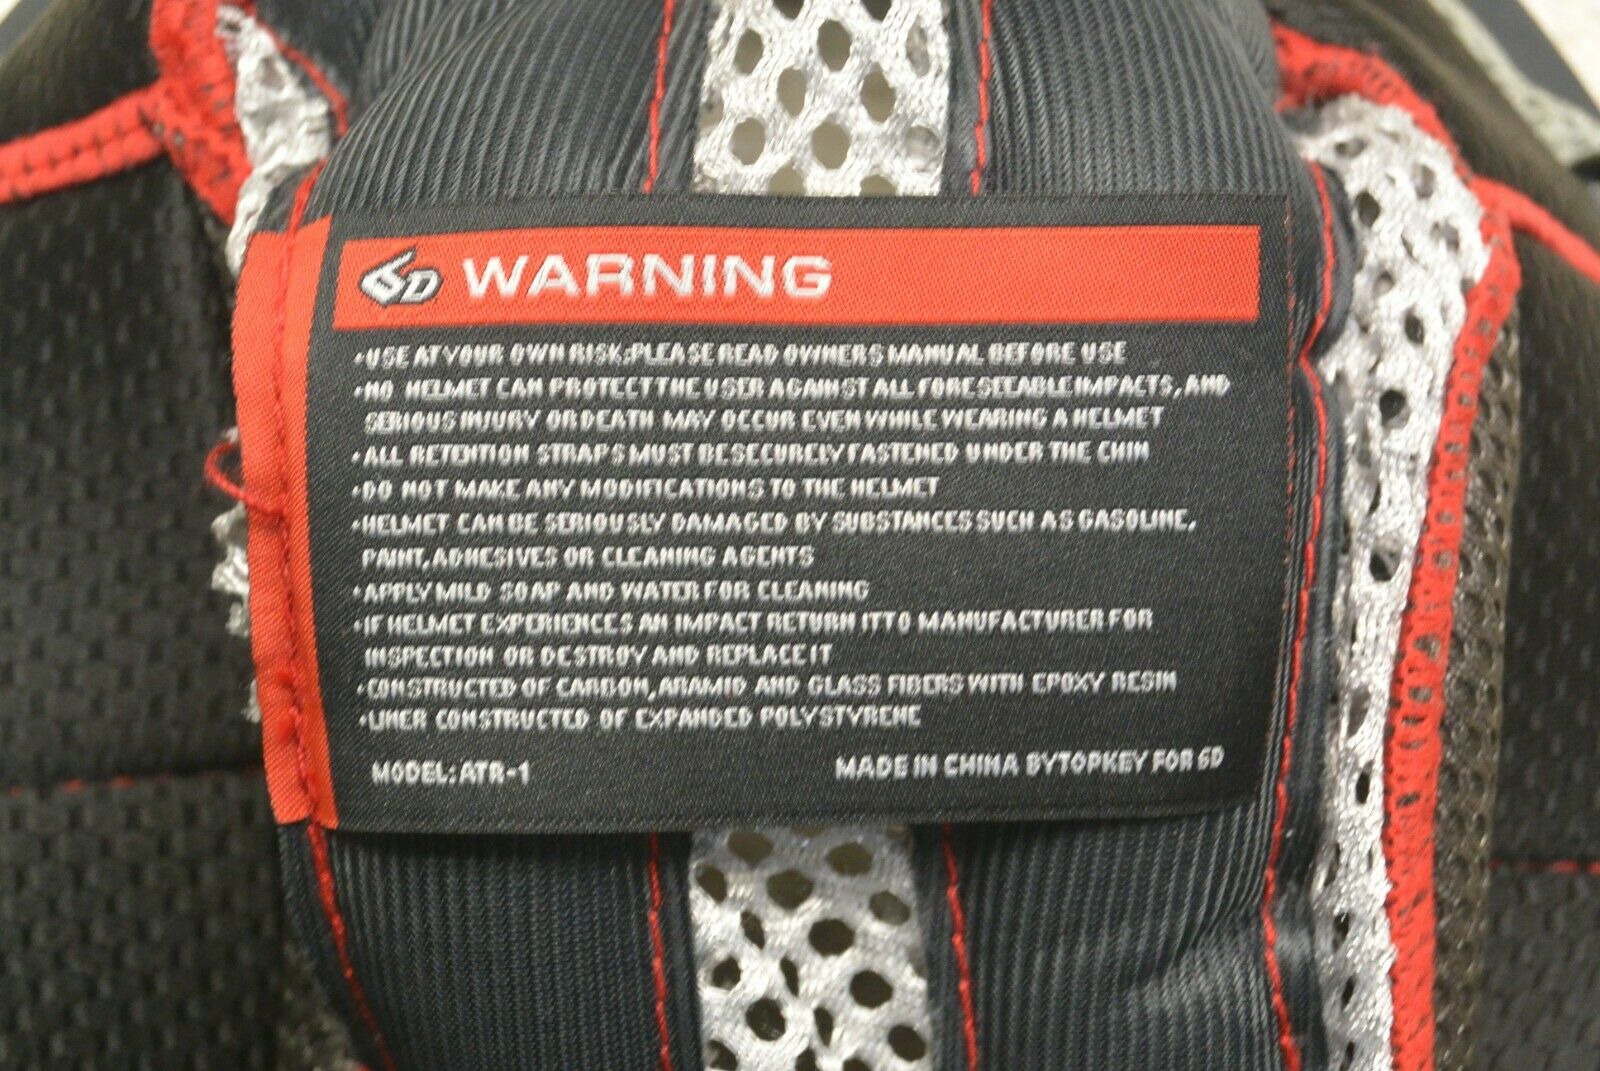 6D WARNING
•USE AT YOUR OWN RISK;PLEASE READ OWNERS MANUAL BEFORE USE
•NO HELMET CAN PROTECT THE USER AGAINST ALL FORESEEABLE IMPACTS, AND
SERIOUS INJURY OR DEATH MAY OCCUR EVEN WHILE WEARING A HELMET
•ALL RETENTION STRAPS MUST BE SECURELY FASTENED UNDER THE CHIN
•DO NOT MAKE ANY MODIFICATIONS TO THE HELMET
•HELMET CAN BE SERIOUSLY DAMAGED BY SUBSTANCES SUCH AS GASOLINE,
PAINT, ADHESIVES OR CLEANING AGENTS
•APPLY MILD SOAP AND WATER FOR CLEANING
•IF HELMET EXPERIENCES AN IMPACT RETURN IT TO MANUFACTURER FOR
INSPECTION OR DESTROY AND REPLACE IT
•CONSTRUCTED OF CARBON, ARAMID AND GLASS FIBERS WITH EPOXY RESIN
•LINER CONSTRUCTED OF EXPANDED POLYSTYRENE
MODEL: ATR-1 MADE IN CHINA BY TOPKEY FOR 6D